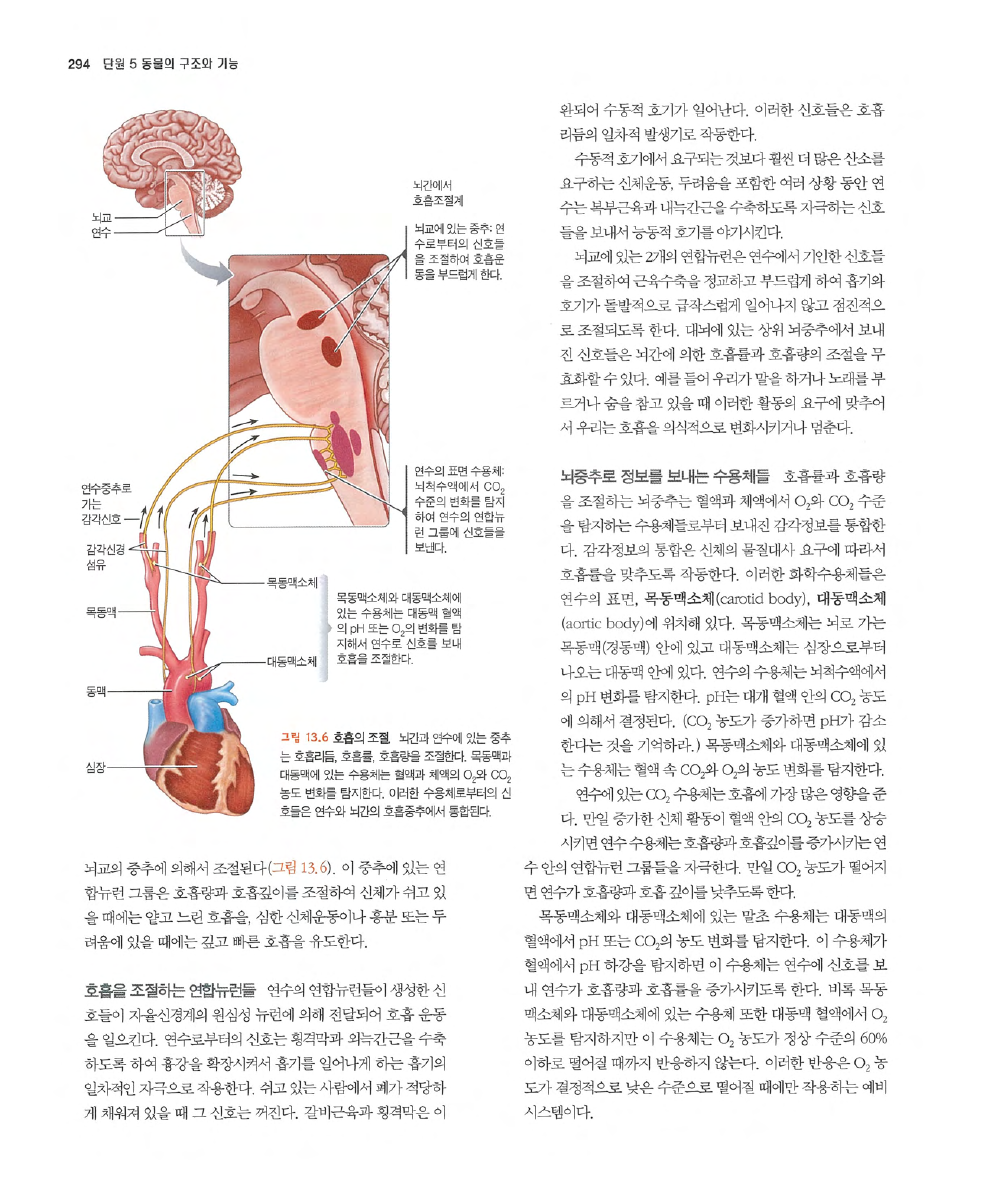 294 단원 5 동물의 구조와 기능
뇌교
연수
뇌간에서
호흡조절계
뇌교에 있는 중추: 연
수로부터의 신호들
을 조절하여 호흡운
동을 부드럽게 한다.
연수의 표면 수용체:
뇌척수액에서 CO₂
수준의 변화를 탐지
하여 연수의 연합뉴
런 그룹에 신호들을
보낸다.
연수중추로
가는
감각신호
감각신경
섬유
목동맥소체
목동맥
목동맥소체와 대동맥소체에
있는 수용체는 대동맥 혈액
의 pH 또는 O₂의 변화를 탐
지해서 연수로 신호를 보내
호흡을 조절한다.
대동맥소체
동맥
심장
그림 13.6 호흡의 조절 뇌간과 연수에 있는 중추
는 호흡리듬, 호흡률, 호흡량을 조절한다. 목동맥과
대동맥에 있는 수용체는 혈액과 체액의 O₂와 CO₂
농도 변화를 탐지한다. 이러한 수용체로부터의 신
호들은 연수와 뇌간의 호흡중추에서 통합된다.
뇌교의 중추에 의해서 조절된다(그림 13.6). 이 중추에 있는 연
합뉴런 그룹은 호흡량과 호흡깊이를 조절하여 신체가 쉬고 있
을 때에는 얕고 느린 호흡을, 심한 신체운동이나 흥분 또는 두
려움에 있을 때에는 깊고 빠른 호흡을 유도한다.
호흡을 조절하는 연합뉴런들 연수의 연합뉴런들이 생성한 신
호들이 자율신경계의 원심성 뉴런에 의해 전달되어 호흡 운동
을 일으킨다. 연수로부터의 신호는 횡격막과 외늑간근을 수축
하도록 하여 흉강을 확장시켜서 흡기를 일어나게 하는 흡기의
일차적인 자극으로 작용한다. 쉬고 있는 사람에서 폐가 적당하
게 채워져 있을 때 그 신호는 꺼진다. 갈비근육과 횡격막은 이
완되어 수동적 호기가 일어난다. 이러한 신호들은 호흡
리듬의 일차적 발생기로 작동한다.
수동적 호기에서 요구되는 것보다 훨씬 더 많은 산소를
요구하는 신체운동, 두려움을 포함한 여러 상황 동안 연
수는 복부근육과 내늑간근을 수축하도록 자극하는 신호
들을 보내서 능동적 호기를 야기시킨다.
뇌교에 있는 2개의 연합뉴런은 연수에서 기인한 신호들
을 조절하여 근육수축을 정교하고 부드럽게 하여 흡기와
호기가 돌발적으로 급작스럽게 일어나지 않고 점진적으
로 조절되도록 한다. 대뇌에 있는 상위 뇌중추에서 보내
진 신호들은 뇌간에 의한 호흡률과 호흡량의 조절을 무
효화할 수 있다. 예를 들어 우리가 말을 하거나 노래를 부
르거나 숨을 참고 있을 때 이러한 활동의 요구에 맞추어
서 우리는 호흡을 의식적으로 변화시키거나 멈춘다.
뇌중추로 정보를 보내는 수용체들 호흡률과 호흡량
을 조절하는 뇌중추는 혈액과 체액에서 O₂와 CO₂ 수준
을 탐지하는 수용체들로부터 보내진 감각정보를 통합한
다. 감각정보의 통합은 신체의 물질대사 요구에 따라서
호흡률을 맞추도록 작동한다. 이러한 화학수용체들은
연수의 표면, 목동맥소체(carotid body), 대동맥소체
(aortic body)에 위치해 있다. 목동맥소체는 뇌로 가는
목동맥(경동맥) 안에 있고 대동맥소체는 심장으로부터
나오는 대동맥 안에 있다. 연수의 수용체는 뇌척수액에서
의 pH 변화를 탐지한다. pH는 대개 혈액 안의 CO₂ 농도
에 의해서 결정된다. (CO₂ 농도가 증가하면 pH가 감소
한다는 것을 기억하라.) 목동맥소체와 대동맥소체에 있
는 수용체는 혈액 속 CO₂와 O₂의 농도 변화를 탐지한다.
연수에 있는 CO₂ 수용체는 호흡에 가장 많은 영향을 준
다. 만일 증가한 신체 활동이 혈액 안의 CO₂ 농도를 상승
시키면 연수 수용체는 호흡량과 호흡깊이를 증가시키는 연
수 안의 연합뉴런 그룹들을 자극한다. 만일 CO₂ 농도가 떨어지
면 연수가 호흡량과 호흡 깊이를 낮추도록 한다.
목동맥소체와 대동맥소체에 있는 말초 수용체는 대동맥의
혈액에서 pH 또는 CO₂의 농도 변화를 탐지한다. 이 수용체가
혈액에서 pH 하강을 탐지하면 이 수용체는 연수에 신호를 보
내 연수가 호흡량과 호흡률을 증가시키도록 한다. 비록 목동
맥소체와 대동맥소체에 있는 수용체 또한 대동맥 혈액에서 O₂
농도를 탐지하지만 이 수용체는 O₂ 농도가 정상 수준의 60%
이하로 떨어질 때까지 반응하지 않는다. 이러한 반응은 O₂ 농
도가 결정적으로 낮은 수준으로 떨어질 때에만 작용하는 예비
시스템이다.